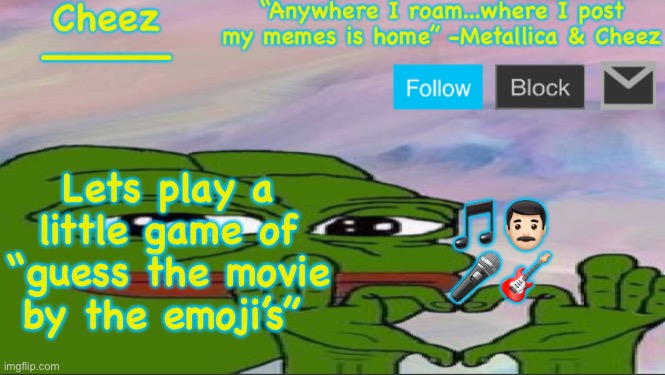 Cheez
“Anywhere I roam…where I post
my memes is home” -Metallica & Cheez
Follow
Block
Lets play a
little game of
“guess the movie
by the emoji’s”
🎵👨🏻
🎤🎸
imgflip.com